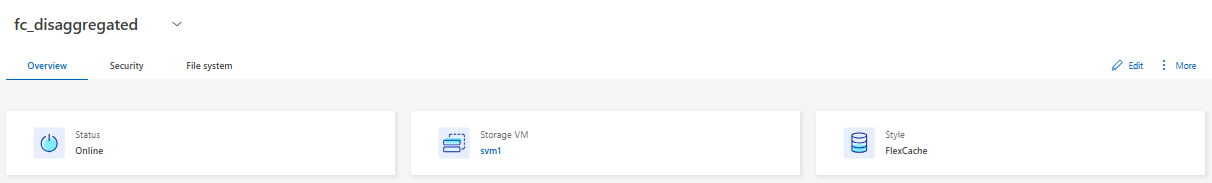 fc_disaggregated
Overview Security File system Edit More
Status Storage VM Style
Online svm1 FlexCache